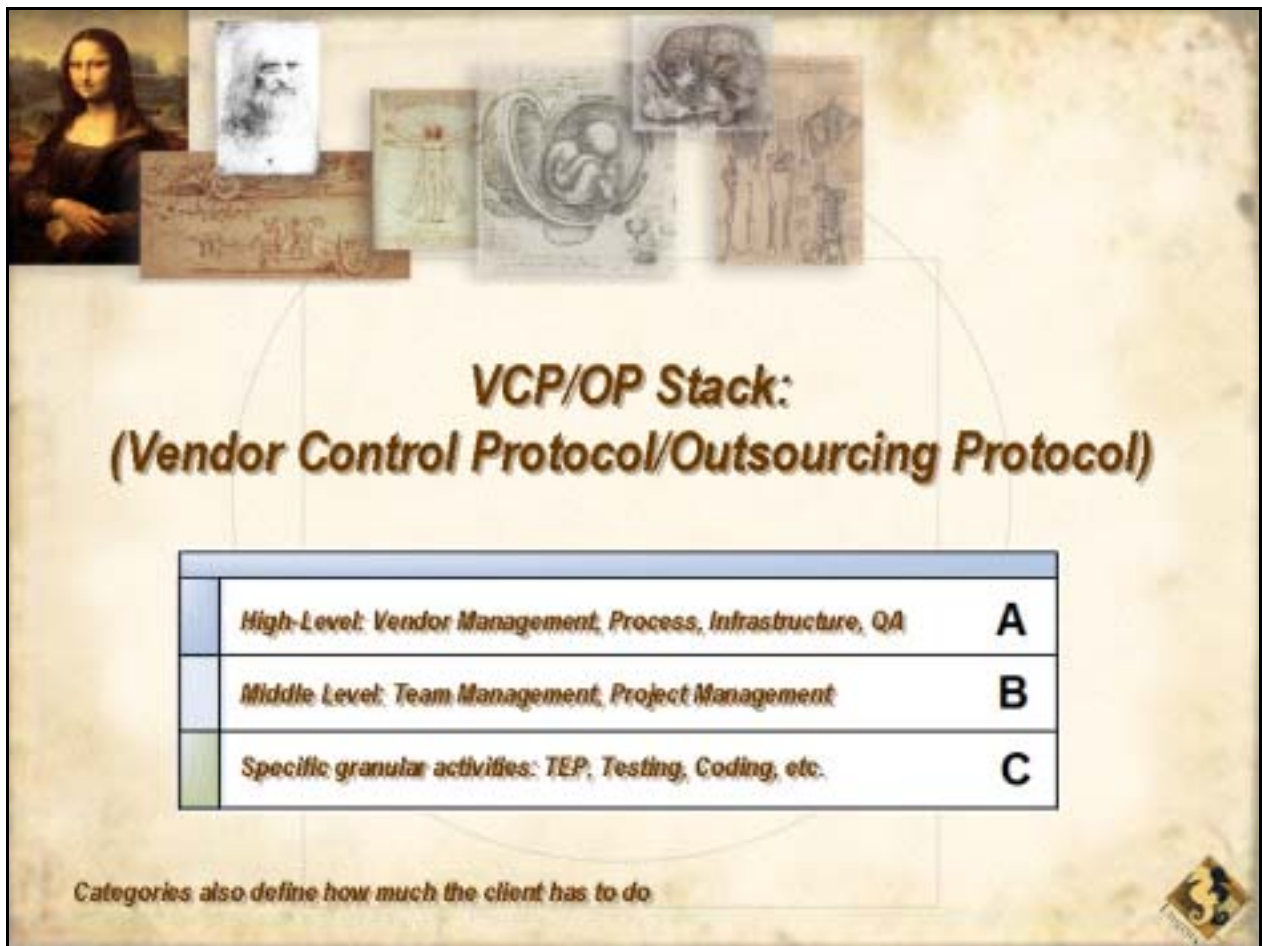 VCP/OP Stack:
(Vendor Control Protocol/Outsourcing Protocol)
High-Level: Vendor Management, Process, Infrastructure, QA A
Middle Level: Team Management, Project Management B
Specific granular activities: TEP, Testing, Coding, etc. C
Categories also define how much the client has to do